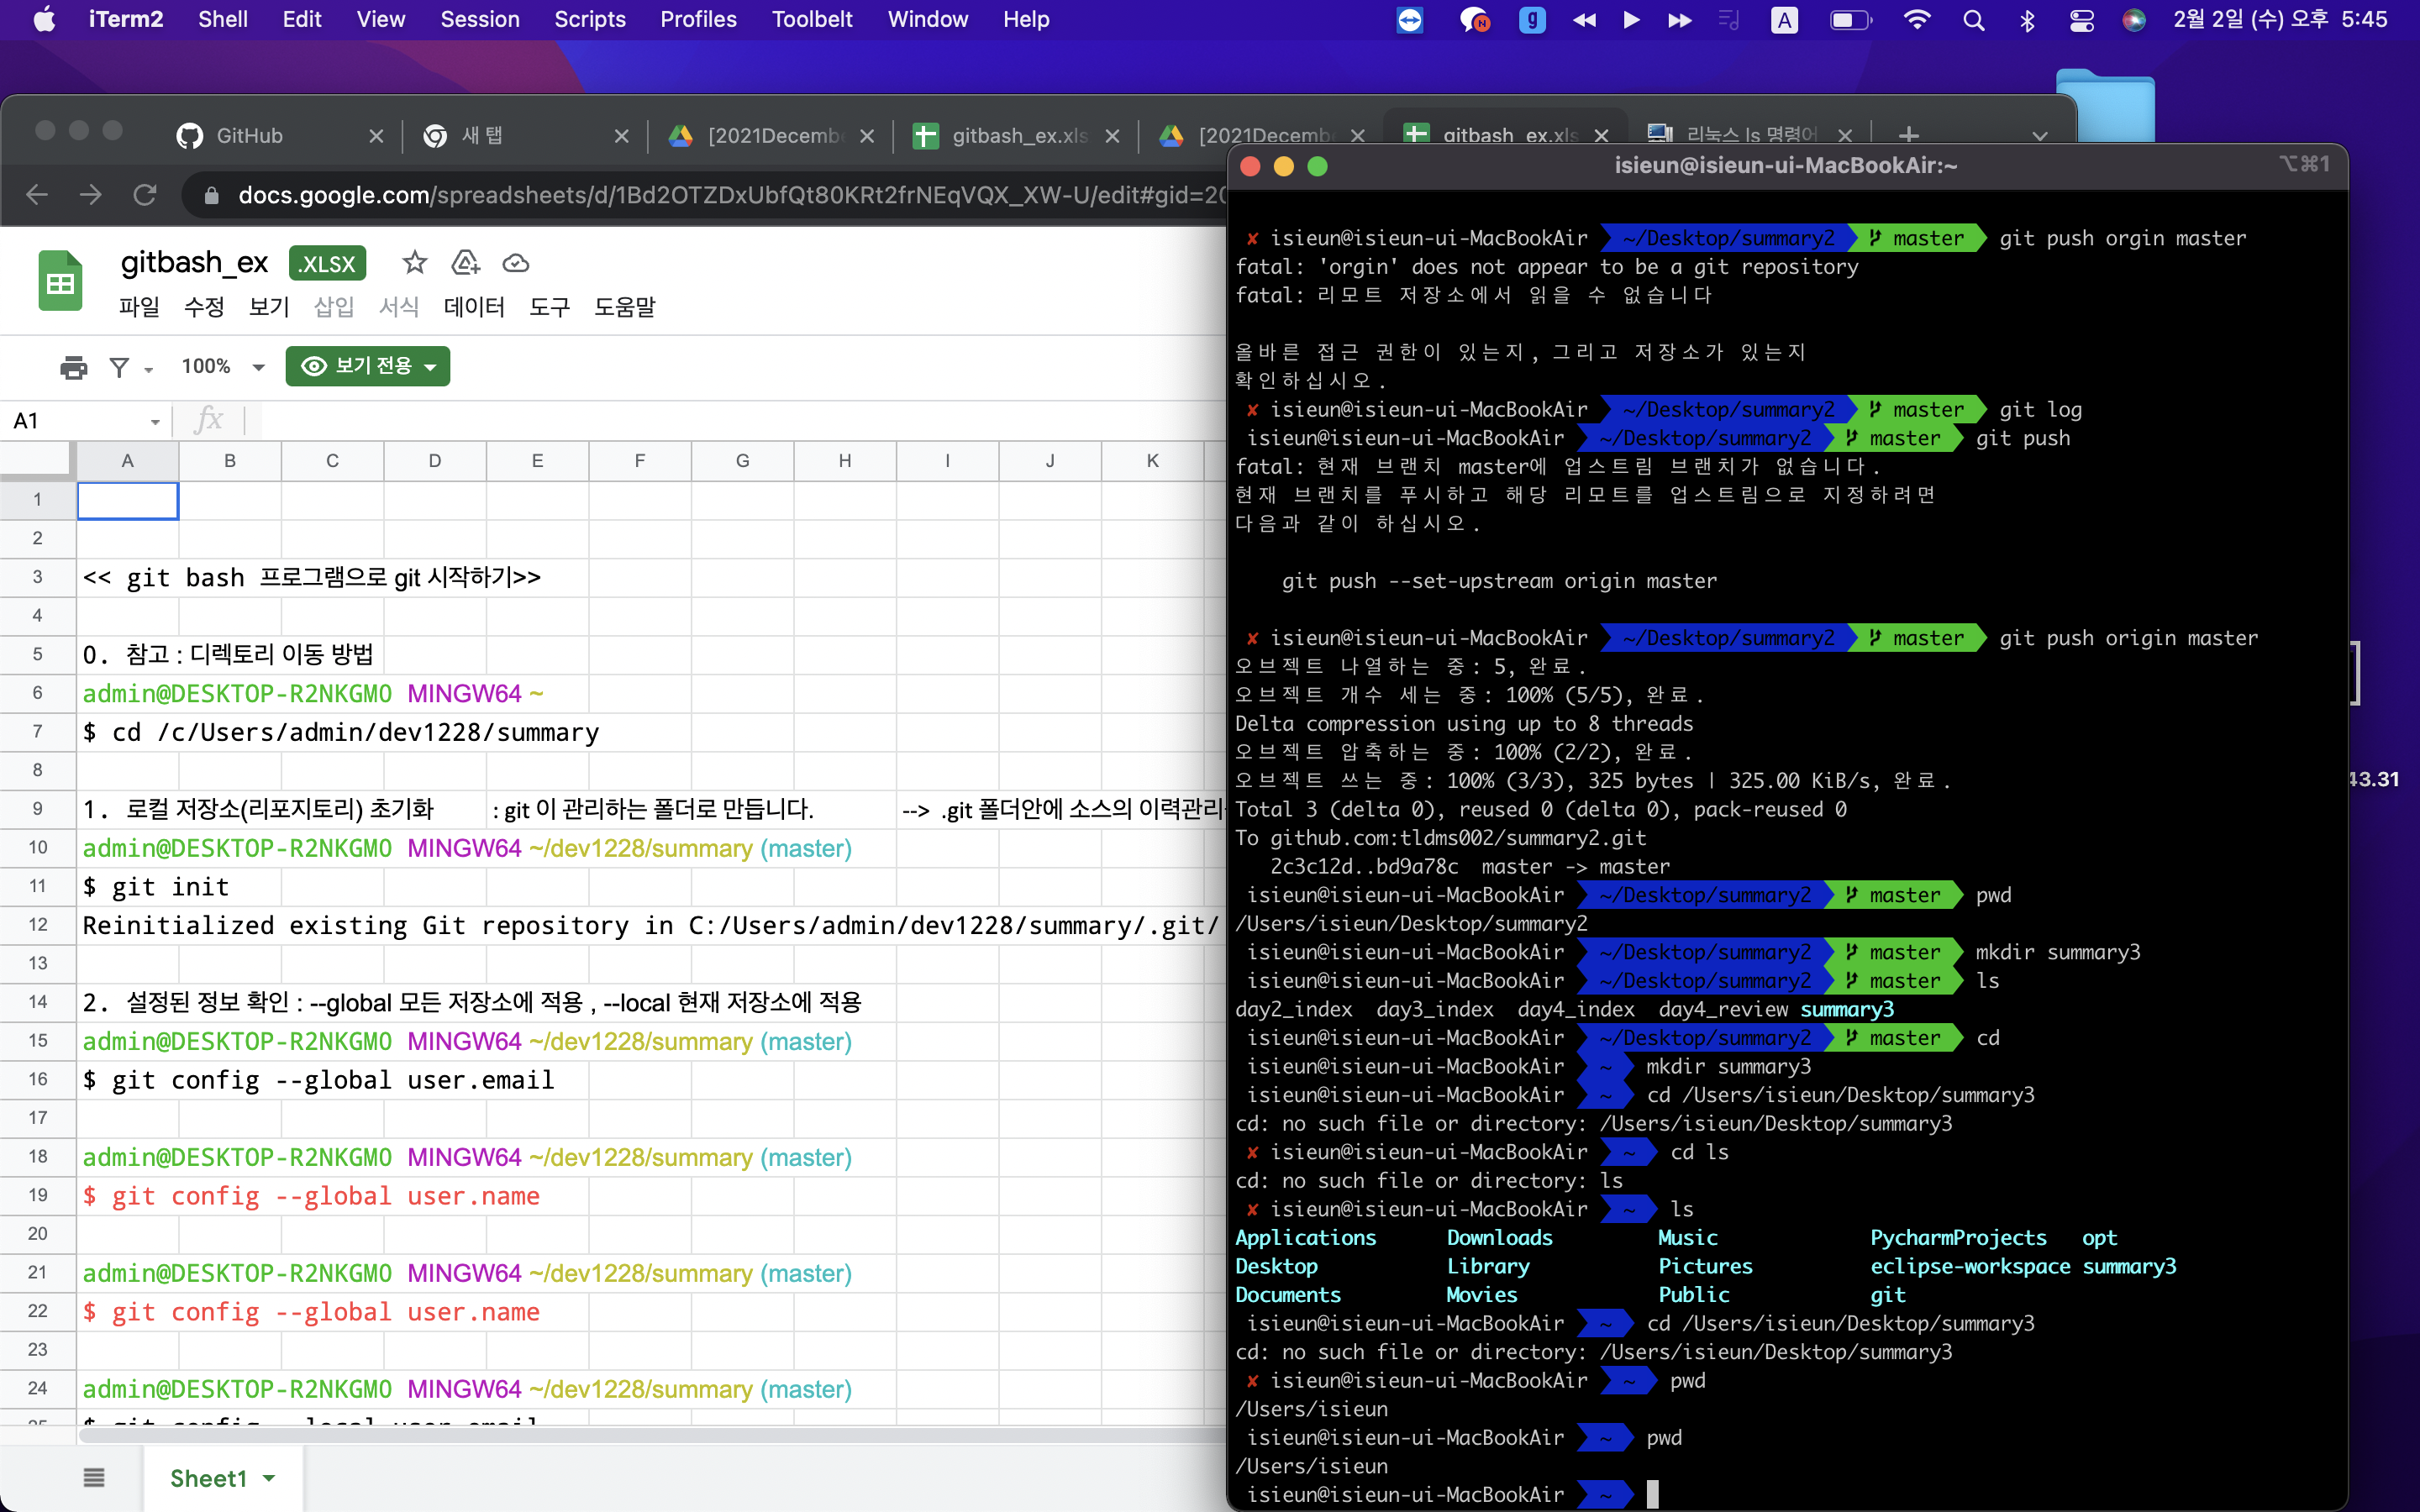 iTerm2 Shell Edit View Session Scripts Profiles Toolbelt Window Help A 2월 2일 (수) 오후 5:45
GitHub 새 탭 [2021Decembe gitbash_ex.xls [2021Decembe gitbash_ex.xls 리눅스 ls 명령어
docs.google.com/spreadsheets/d/1Bd2OTZDxUbfQt80KRt2frNEqVQX_XW-U/edit#gid=20
gitbash_ex .XLSX
파일 수정 보기 삽입 서식 데이터 도구 도움말
100% 보기 전용
A1 fx
A B C D E F G H I J K
1
2
3 << git bash 프로그램으로 git 시작하기>>
4
5 0. 참고 : 디렉토리 이동 방법
6 admin@DESKTOP-R2NKGMO MINGW64 ~
7 $ cd /c/Users/admin/dev1228/summary
8
9 1. 로컬 저장소(리포지토리) 초기화 : git 이 관리하는 폴더로 만듭니다. --> .git 폴더안에 소스의 이력관리
10 admin@DESKTOP-R2NKGMO MINGW64 ~/dev1228/summary (master)
11 $ git init
12 Reinitialized existing Git repository in C:/Users/admin/dev1228/summary/.git/
13
14 2. 설정된 정보 확인 : --global 모든 저장소에 적용 , --local 현재 저장소에 적용
15 admin@DESKTOP-R2NKGMO MINGW64 ~/dev1228/summary (master)
16 $ git config --global user.email
17
18 admin@DESKTOP-R2NKGMO MINGW64 ~/dev1228/summary (master)
19 $ git config --global user.name
20
21 admin@DESKTOP-R2NKGMO MINGW64 ~/dev1228/summary (master)
22 $ git config --global user.name
23
24 admin@DESKTOP-R2NKGMO MINGW64 ~/dev1228/summary (master)
25 $ git config --local user.email
Sheet1
isieun@isieun-ui-MacBookAir:~ ⌥⌘1
✘ isieun@isieun-ui-MacBookAir ~/Desktop/summary2 master git push orgin master
fatal: 'orgin' does not appear to be a git repository
fatal: 리모트 저장소에서 읽을 수 없습니다
올바른 접근 권한이 있는지, 그리고 저장소가 있는지
확인하십시오.
✘ isieun@isieun-ui-MacBookAir ~/Desktop/summary2 master git log
isieun@isieun-ui-MacBookAir ~/Desktop/summary2 master git push
fatal: 현재 브랜치 master에 업스트림 브랜치가 없습니다.
현재 브랜치를 푸시하고 해당 리모트를 업스트림으로 지정하려면
다음과 같이 하십시오.
git push --set-upstream origin master
✘ isieun@isieun-ui-MacBookAir ~/Desktop/summary2 master git push origin master
오브젝트 나열하는 중: 5, 완료.
오브젝트 개수 세는 중: 100% (5/5), 완료.
Delta compression using up to 8 threads
오브젝트 압축하는 중: 100% (2/2), 완료.
오브젝트 쓰는 중: 100% (3/3), 325 bytes | 325.00 KiB/s, 완료.
Total 3 (delta 0), reused 0 (delta 0), pack-reused 0
To github.com:tldms002/summary2.git
2c3c12d..bd9a78c master -> master
isieun@isieun-ui-MacBookAir ~/Desktop/summary2 master pwd
/Users/isieun/Desktop/summary2
isieun@isieun-ui-MacBookAir ~/Desktop/summary2 master mkdir summary3
isieun@isieun-ui-MacBookAir ~/Desktop/summary2 master ls
day2_index day3_index day4_index day4_review summary3
isieun@isieun-ui-MacBookAir ~/Desktop/summary2 master cd
isieun@isieun-ui-MacBookAir ~ mkdir summary3
isieun@isieun-ui-MacBookAir ~ cd /Users/isieun/Desktop/summary3
cd: no such file or directory: /Users/isieun/Desktop/summary3
✘ isieun@isieun-ui-MacBookAir ~ cd ls
cd: no such file or directory: ls
✘ isieun@isieun-ui-MacBookAir ~ ls
Applications Downloads Music PycharmProjects opt
Desktop Library Pictures eclipse-workspace summary3
Documents Movies Public git
isieun@isieun-ui-MacBookAir ~ cd /Users/isieun/Desktop/summary3
cd: no such file or directory: /Users/isieun/Desktop/summary3
✘ isieun@isieun-ui-MacBookAir ~ pwd
/Users/isieun
isieun@isieun-ui-MacBookAir ~ pwd
/Users/isieun
isieun@isieun-ui-MacBookAir ~
43.31